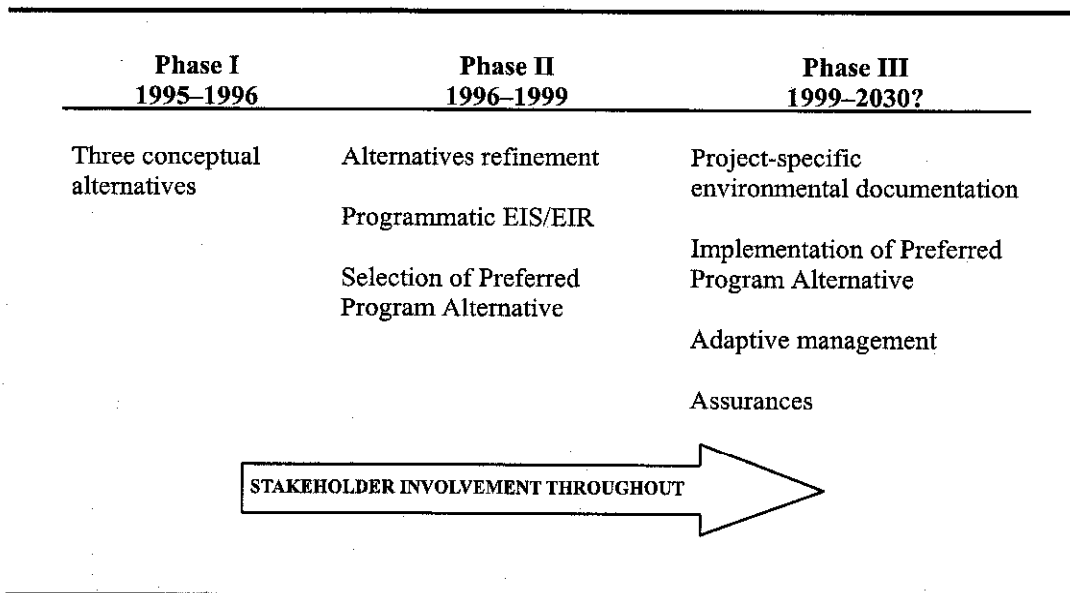 Phase I
1995–1996
Three conceptual
alternatives
Phase II
1996–1999
Alternatives refinement
Programmatic EIS/EIR
Selection of Preferred
Program Alternative
Phase III
1999–2030?
Project-specific
environmental documentation
Implementation of Preferred
Program Alternative
Adaptive management
Assurances
STAKEHOLDER INVOLVEMENT THROUGHOUT